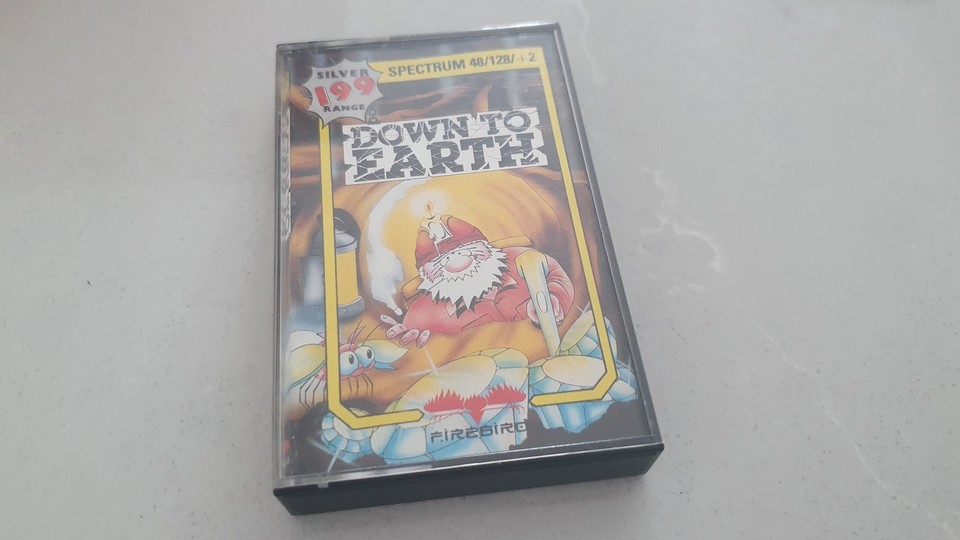 SILVER
199
RANGE
SPECTRUM 48/128/+2
DOWN TO
EARTH
FIREBIRD